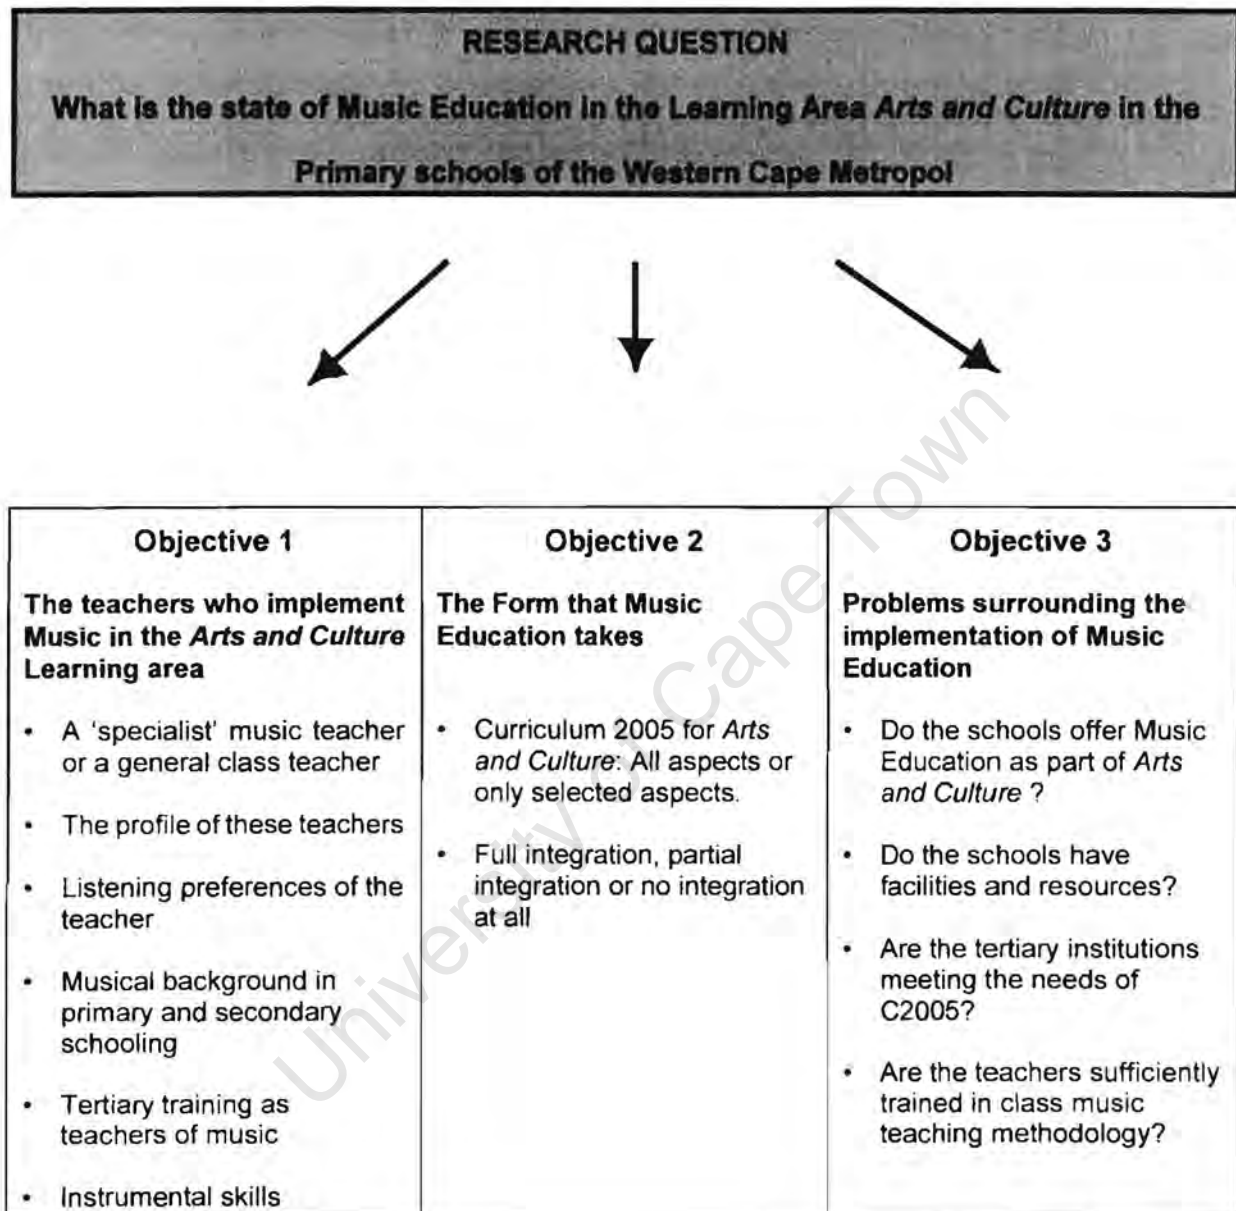 RESEARCH QUESTION
What is the state of Music Education in the Learning Area Arts and Culture in the
Primary schools of the Western Cape Metropol
Objective 1
The teachers who implement
Music in the Arts and Culture
Learning area
• A 'specialist' music teacher
or a general class teacher
• The profile of these teachers
• Listening preferences of the
teacher
• Musical background in
primary and secondary
schooling
• Tertiary training as
teachers of music
• Instrumental skills
Objective 2
The Form that Music
Education takes
• Curriculum 2005 for Arts
and Culture: All aspects or
only selected aspects.
• Full integration, partial
integration or no integration
at all
Objective 3
Problems surrounding the
implementation of Music
Education
• Do the schools offer Music
Education as part of Arts
and Culture ?
• Do the schools have
facilities and resources?
• Are the tertiary institutions
meeting the needs of
C2005?
• Are the teachers sufficiently
trained in class music
teaching methodology?
University of Cape Town